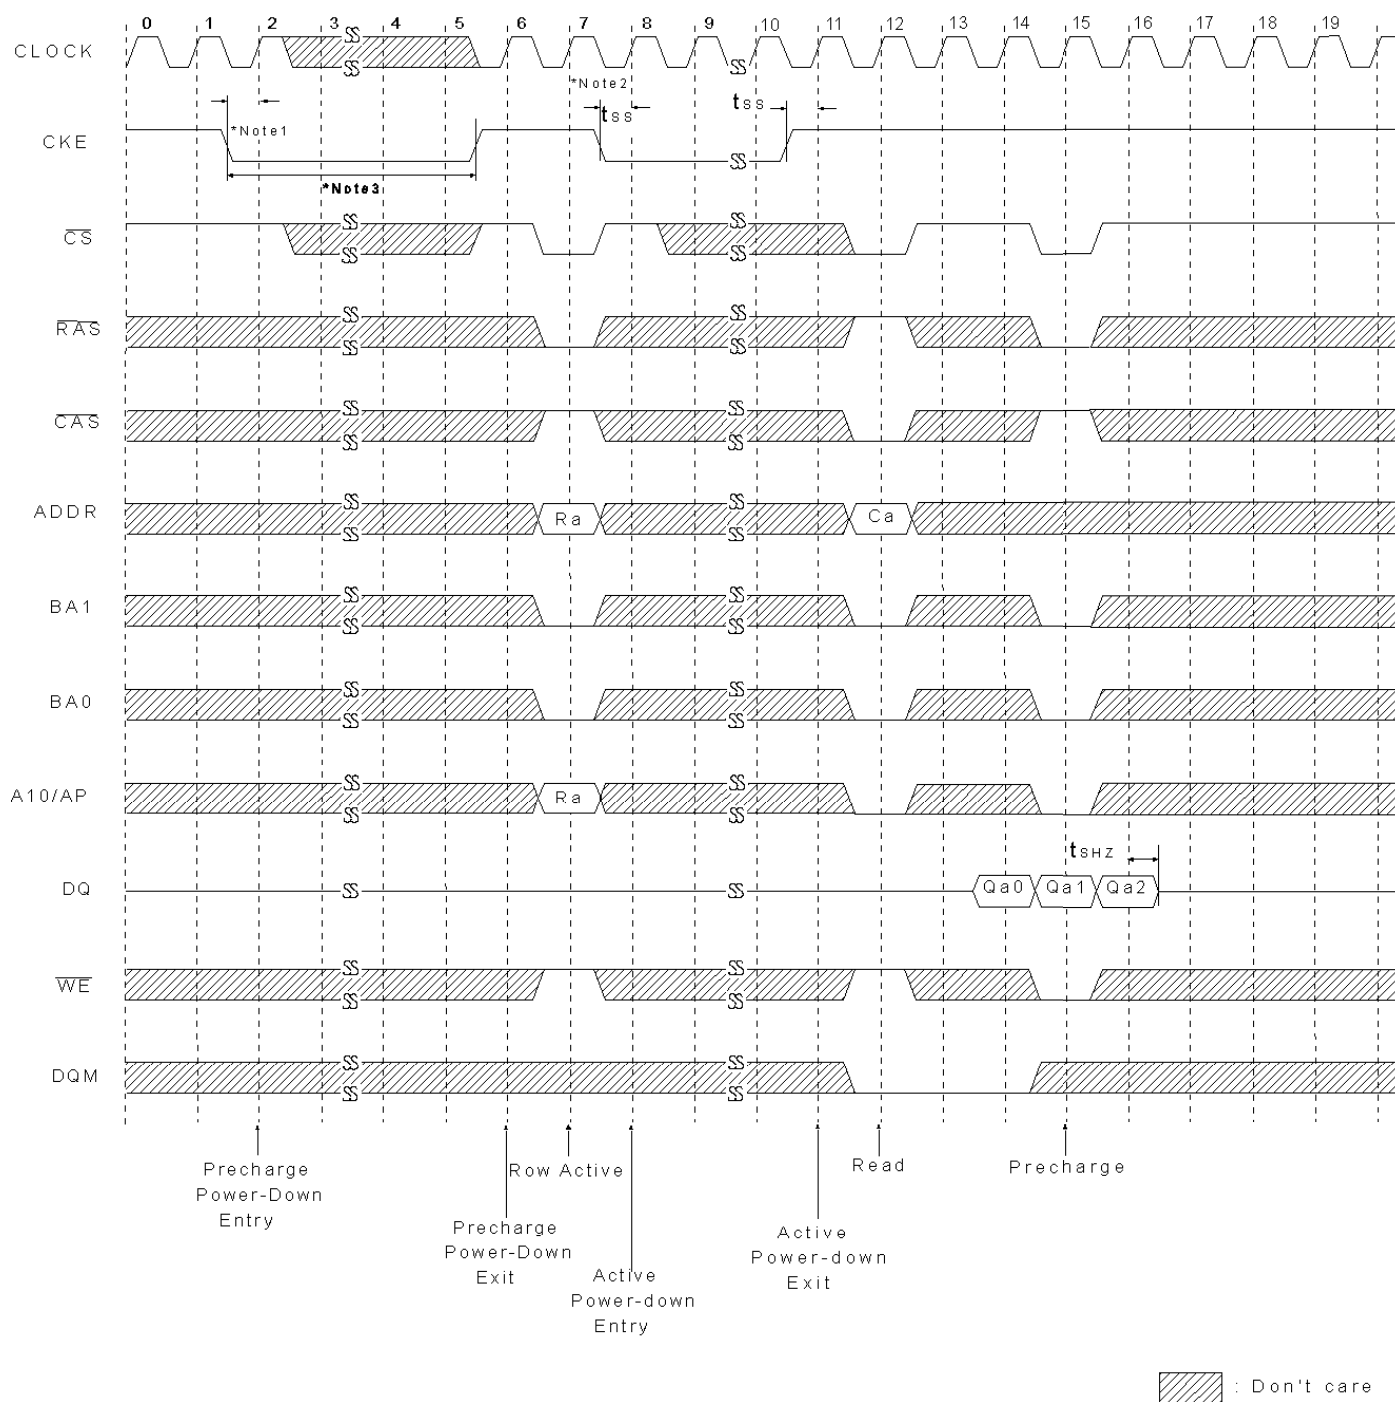 0 1 2 3 4 5 6 7 8 9 10 11 12 13 14 15 16 17 18 19
CLOCK
*Note2
tSS tSS
*Note1
CKE
*Note3
CS
RAS
CAS
ADDR Ra Ca
BA1
BA0
A10/AP Ra
tSHZ
DQ Qa0 Qa1 Qa2
WE
DQM
Precharge
Power-Down
Entry
Row Active
Precharge
Power-Down
Exit
Active
Power-down
Entry
Active
Power-down
Exit
Read
Precharge
: Don't care